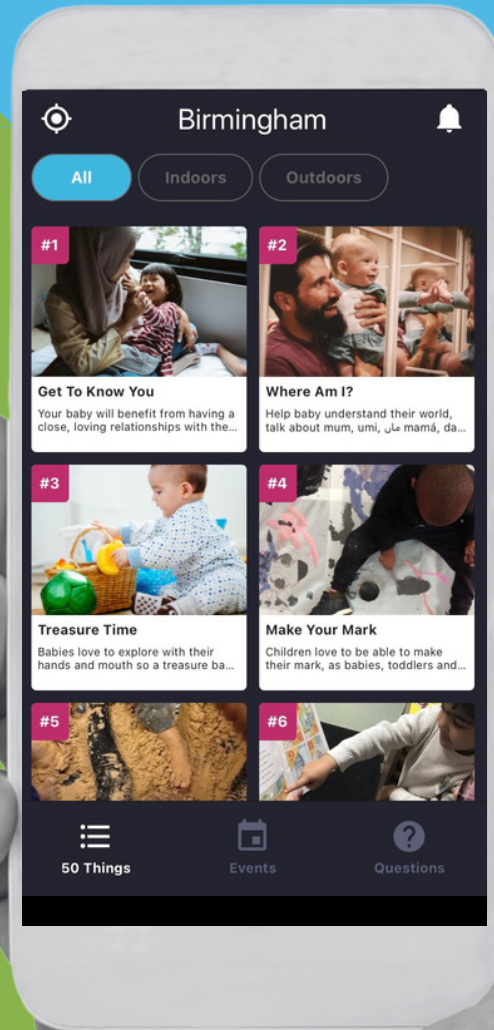 Birmingham
All
Indoors
Outdoors
#1
#2
Get To Know You
Your baby will benefit from having a
close, loving relationships with the...
Where Am I?
Help baby understand their world,
talk about mum, umi, ماں mamá, da...
#3
#4
Treasure Time
Babies love to explore with their
hands and mouth so a treasure ba...
Make Your Mark
Children love to be able to make
their mark, as babies, toddlers and...
#5
#6
50 Things
Events
Questions